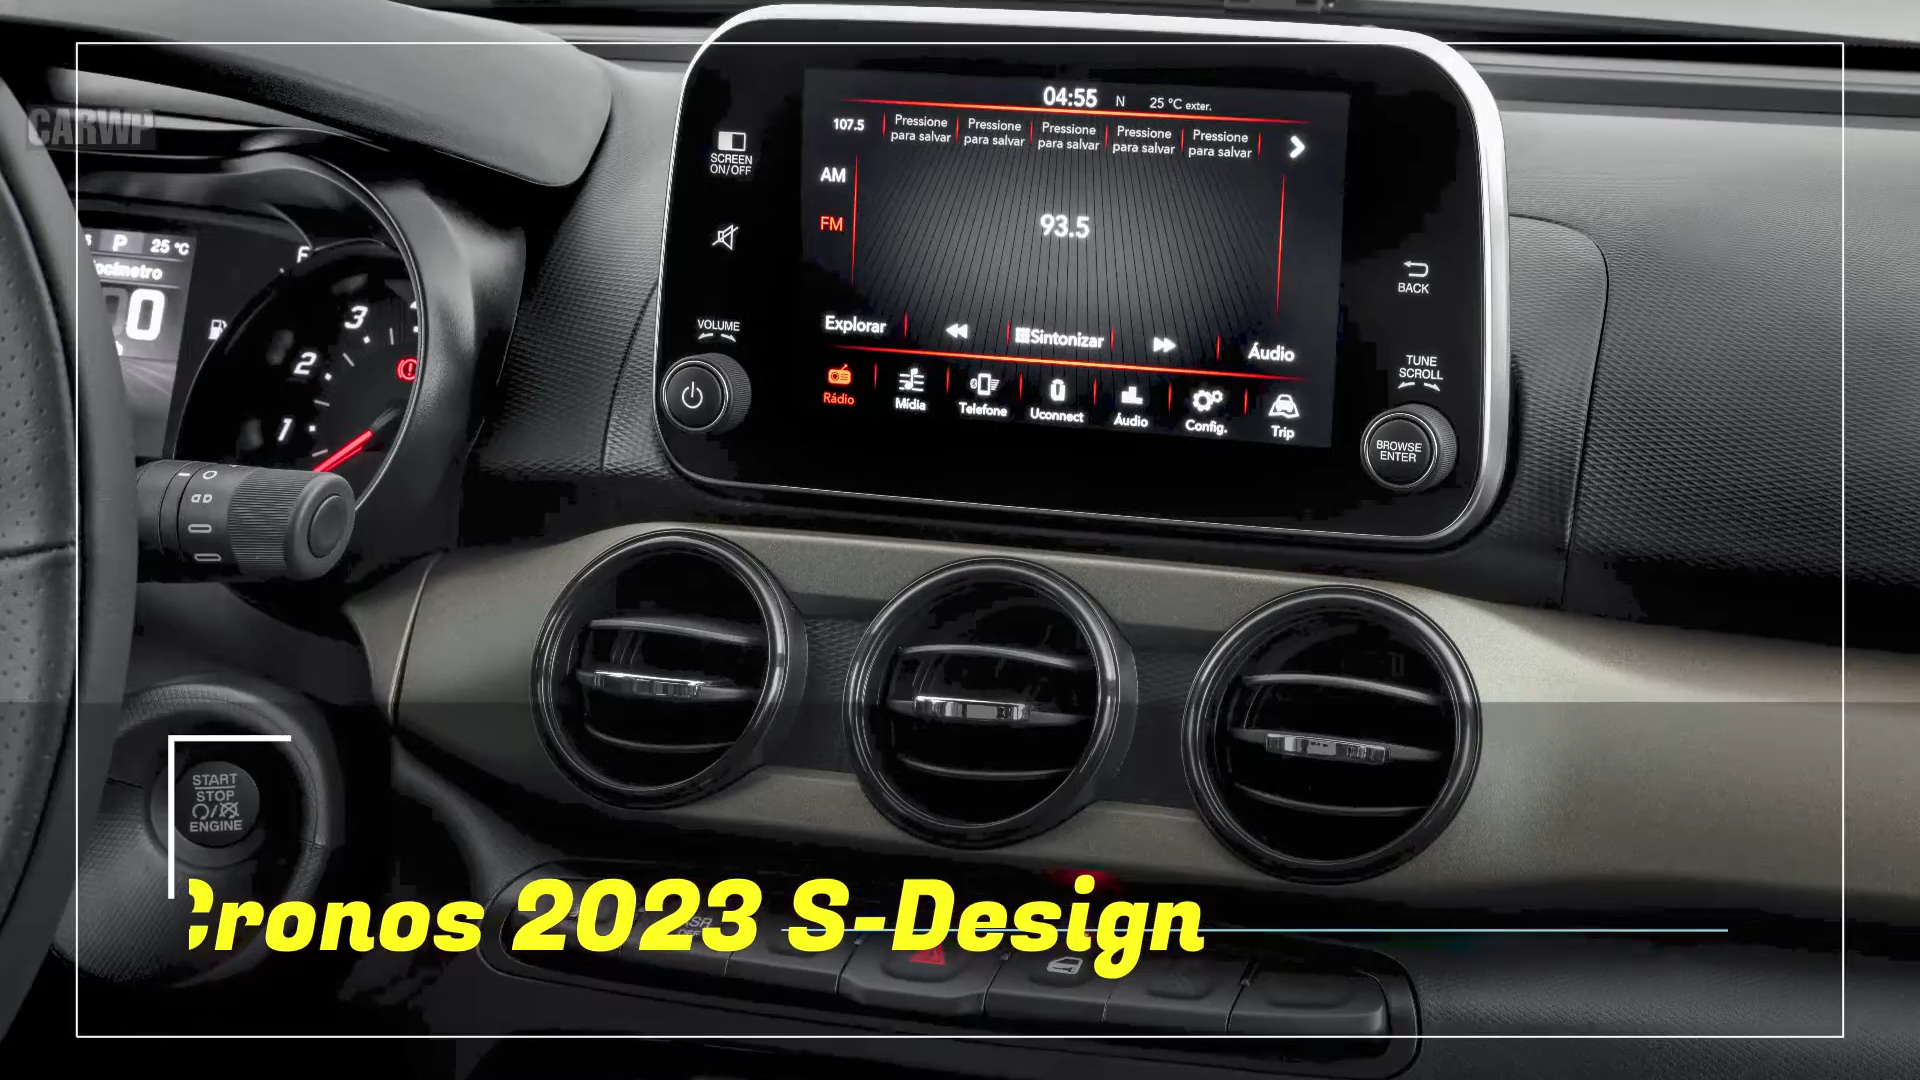 CARWP
04:55 N 25 °C exter.
107.5
Pressione para salvar
Pressione para salvar
Pressione para salvar
Pressione para salvar
Pressione para salvar
AM
FM
93.5
Explorar
Sintonizar
Áudio
Rádio
Mídia
Telefone
Uconnect
Áudio
Config.
Trip
SCREEN
ON/OFF
VOLUME
BACK
TUNE
SCROLL
BROWSE
ENTER
P 25 °C
0
F
3
2
1
START
STOP
ENGINE
Cronos 2023 S-Design